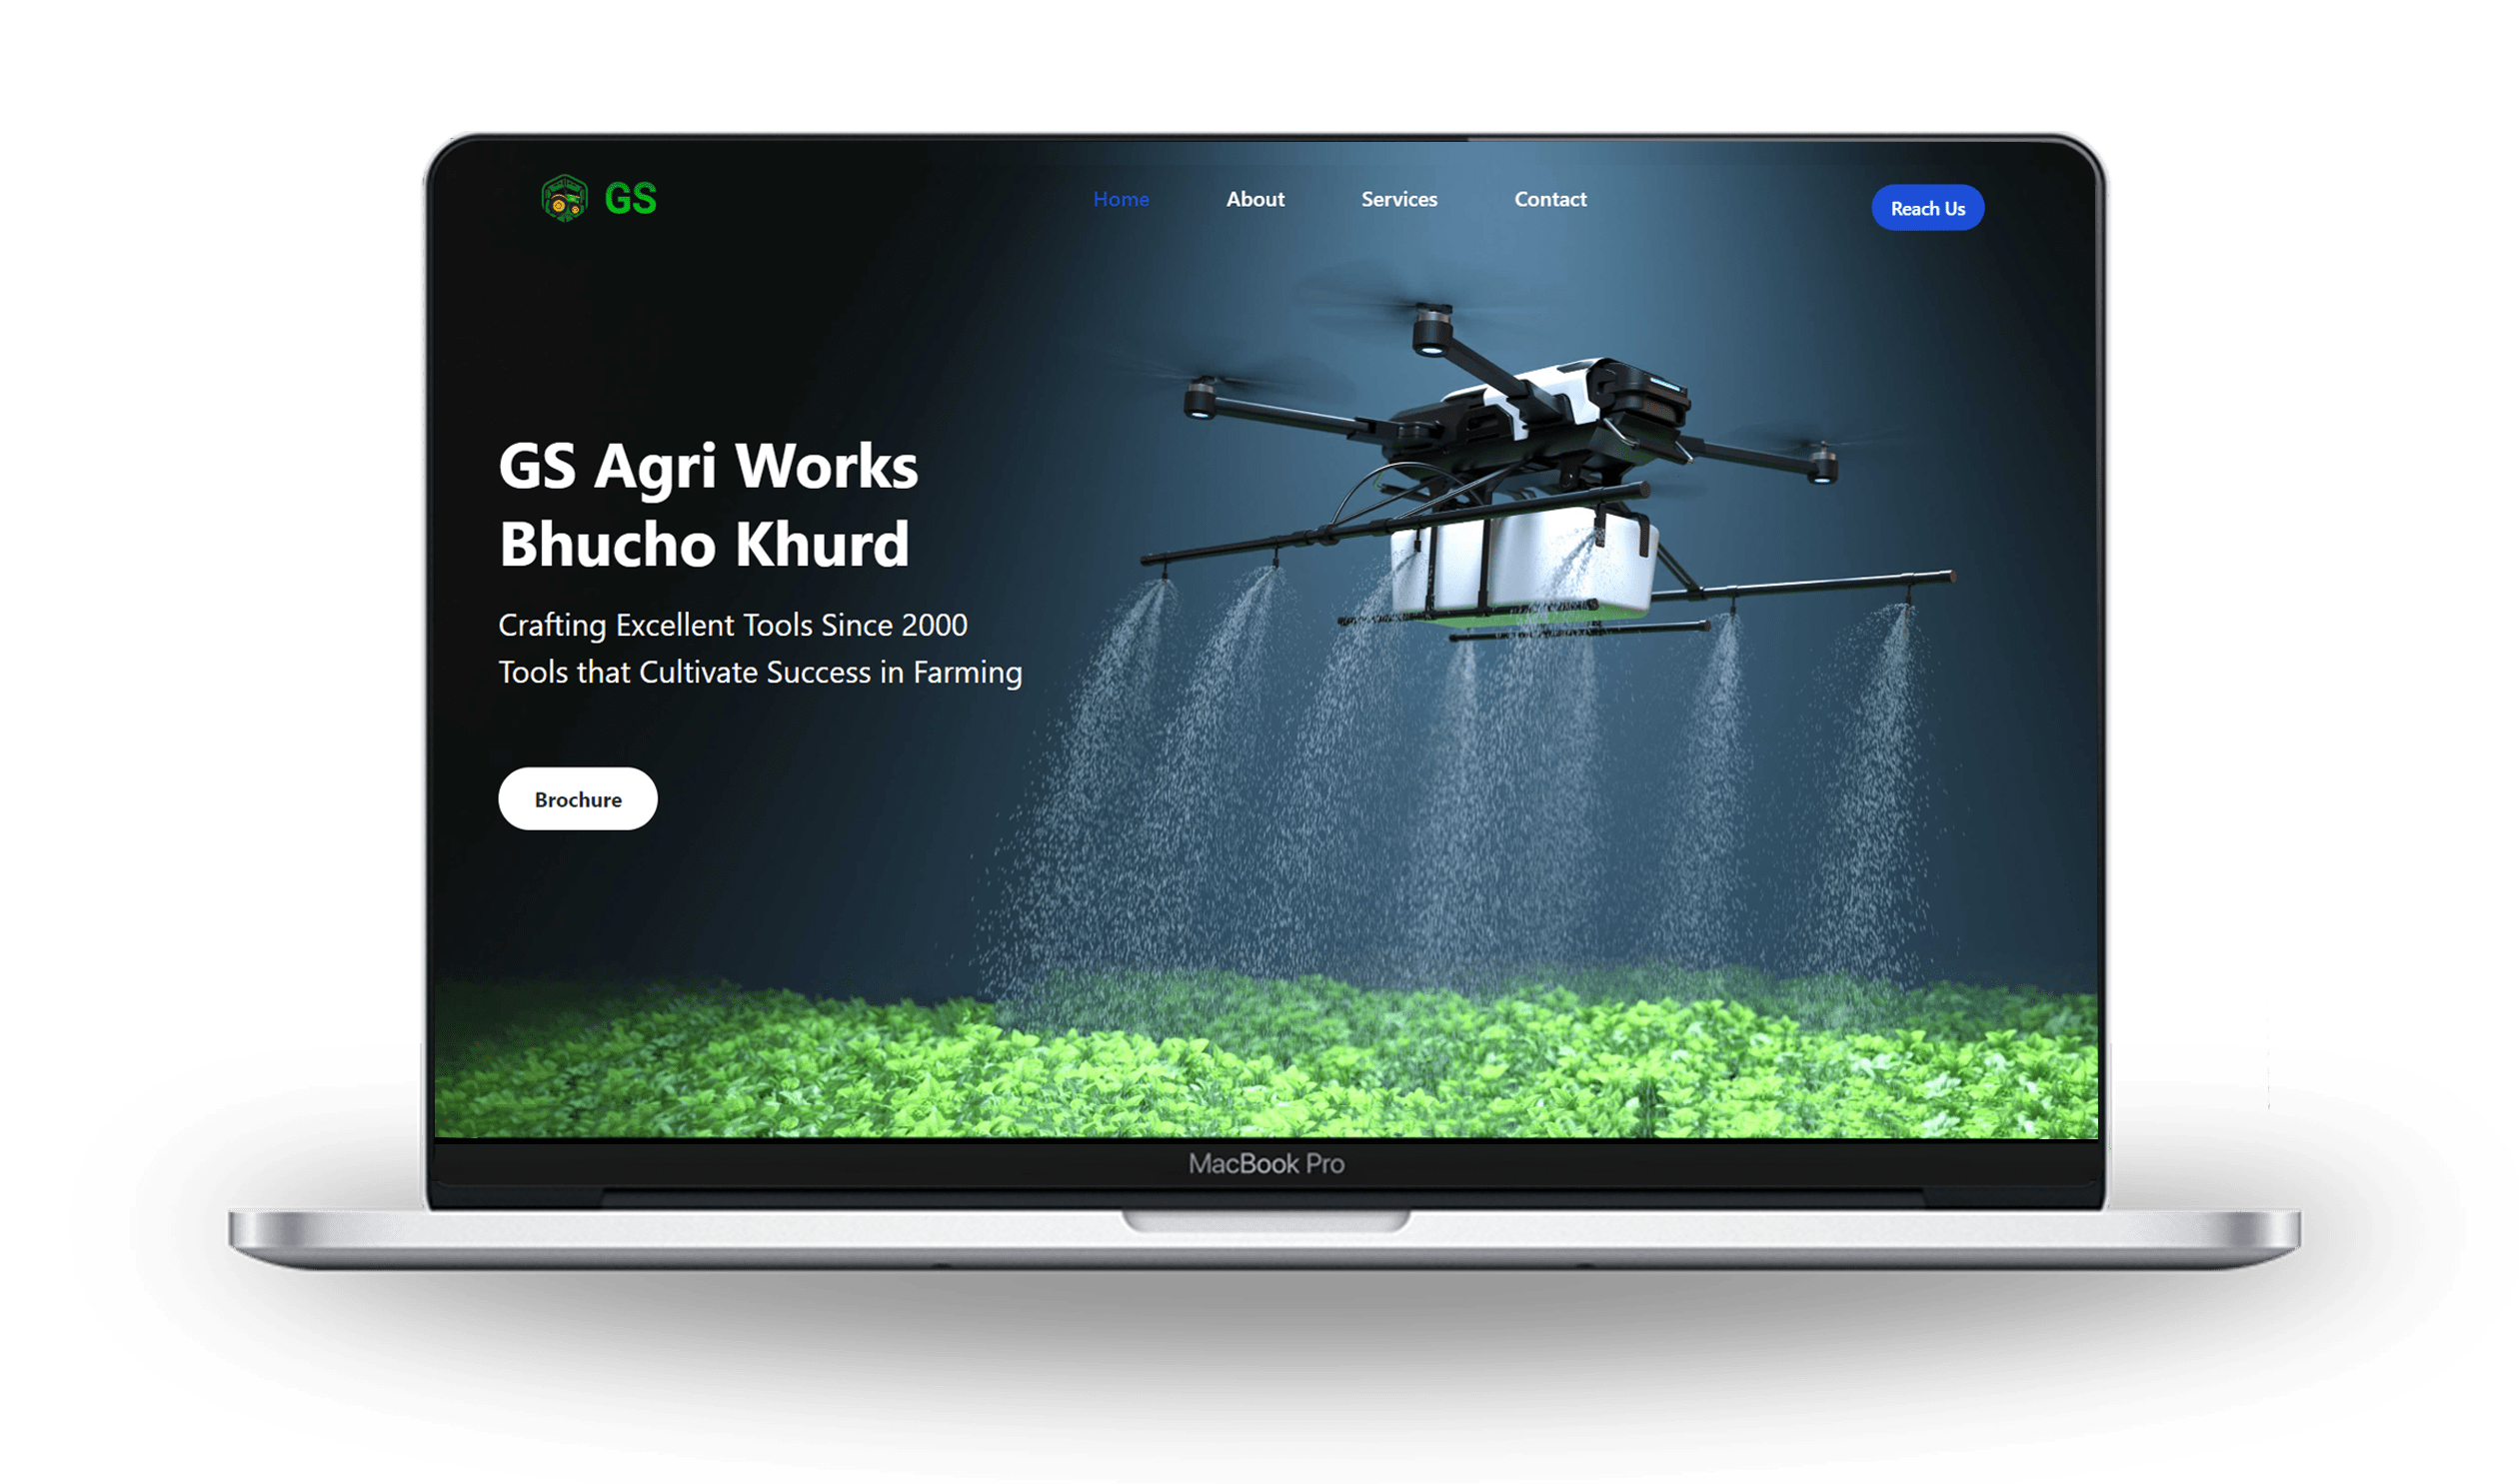 GS
Home About Services Contact
Reach Us
GS Agri Works
Bhucho Khurd
Crafting Excellent Tools Since 2000
Tools that Cultivate Success in Farming
Brochure
MacBook Pro